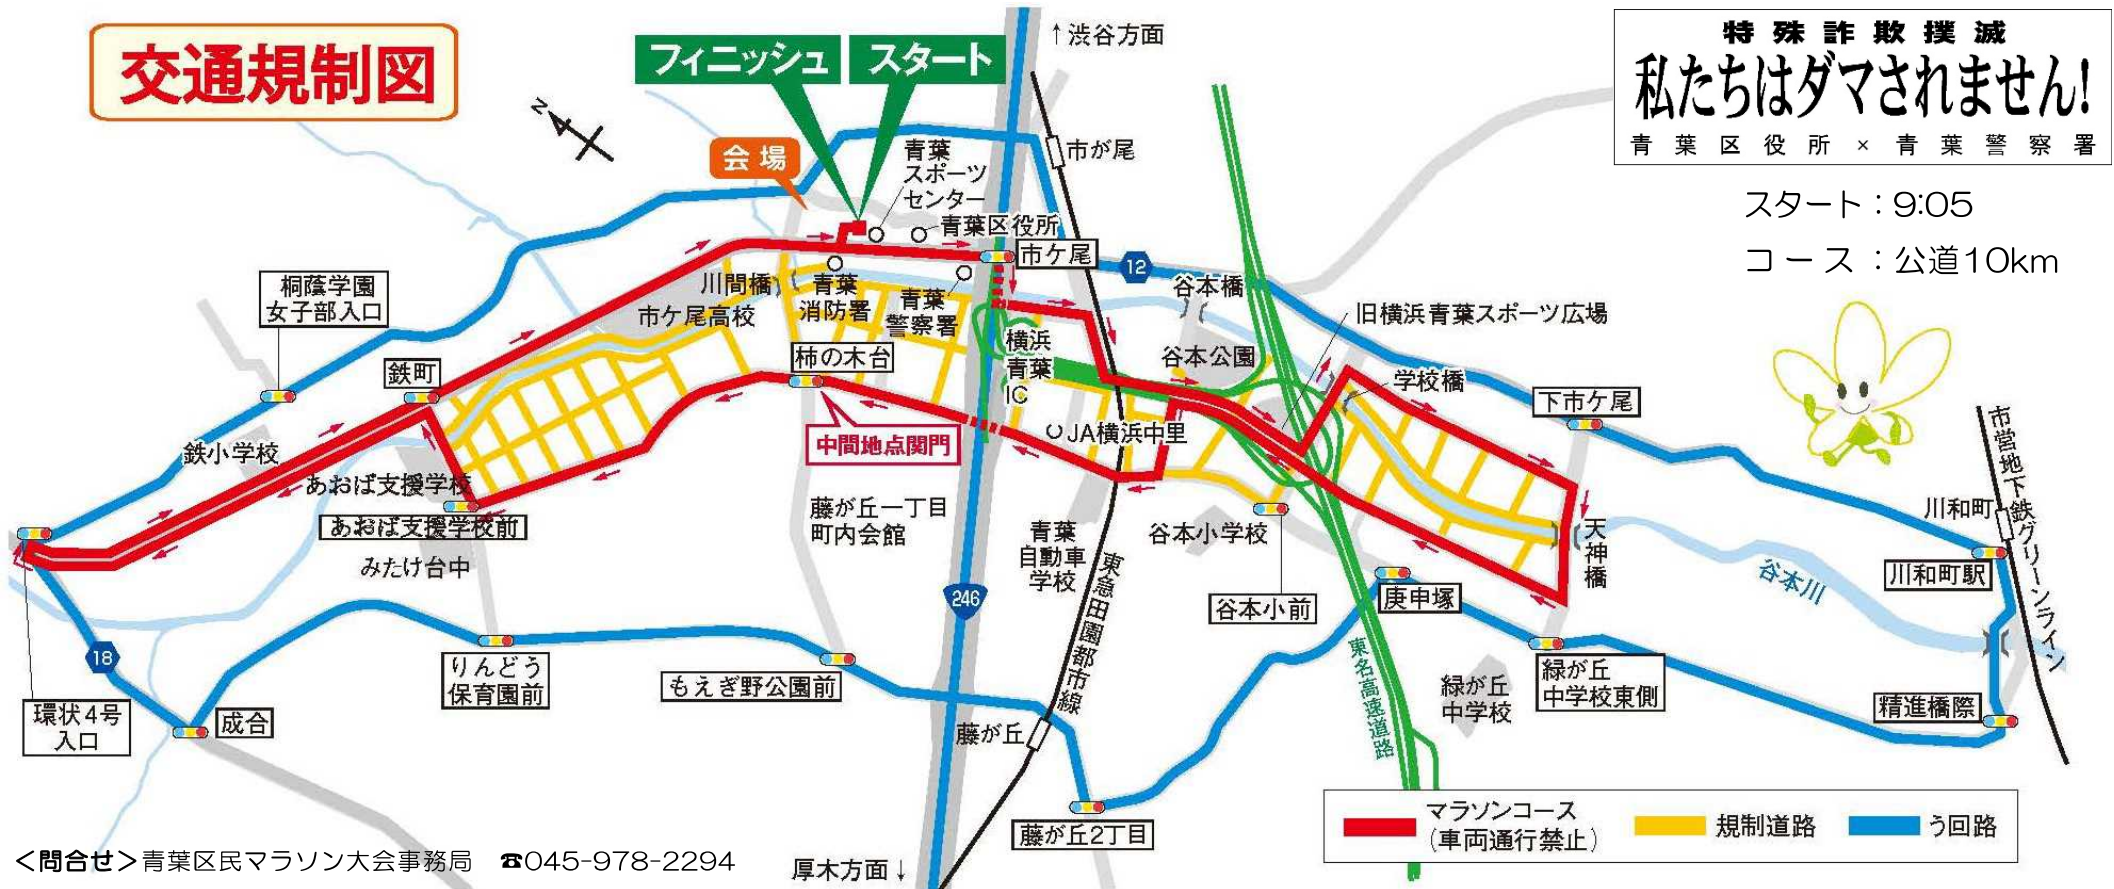 交通規制図
フィニッシュ
スタート
↑渋谷方面
特殊詐欺撲滅
私たちはダマされません!
青葉区役所×青葉警察署
スタート：9:05
コース：公道10km
N
会場
青葉
スポーツ
センター
市が尾
青葉区役所
市ケ尾
12
桐蔭学園
女子部入口
川間橋
青葉
消防署
青葉
警察署
市ケ尾高校
谷本橋
旧横浜青葉スポーツ広場
横浜
青葉
IC
谷本公園
柿の木台
鉄町
学校橋
下市ケ尾
市営地下鉄グリーンライン
中間地点関門
JA横浜中里
鉄小学校
あおば支援学校
あおば支援学校前
みたけ台中
藤が丘一丁目
町内会館
青葉
自動車
学校
谷本小学校
天神橋
川和町
川和町駅
谷本川
東急田園都市線
246
谷本小前
庚申塚
18
りんどう
保育園前
もえぎ野公園前
東名高速道路
緑が丘
中学校
緑が丘
中学校東側
精進橋際
環状4号
入口
成合
藤が丘
藤が丘2丁目
マラソンコース
(車両通行禁止)
規制道路
う回路
<問合せ>青葉区民マラソン大会事務局 ☎045-978-2294
厚木方面↓